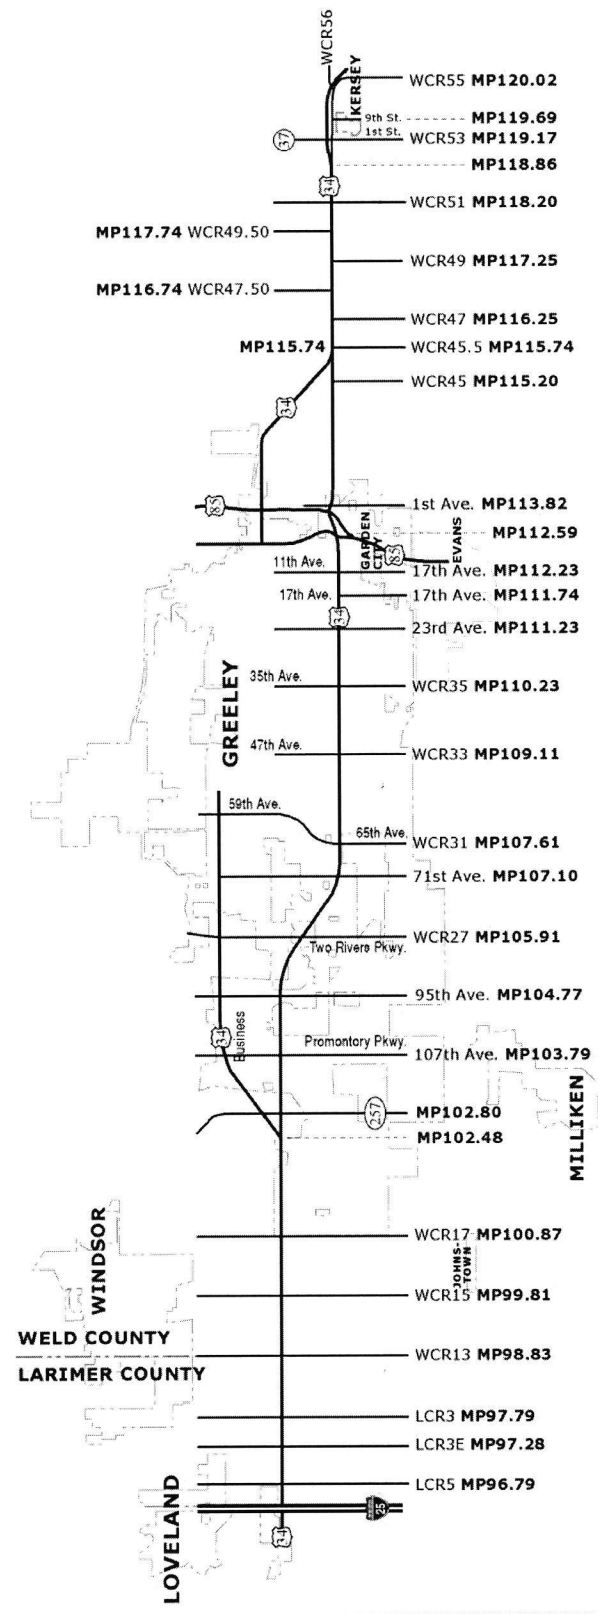 WCR56
KERSEY
WCR55 MP120.02
9th St.
MP119.69
1st St.
37
WCR53 MP119.17
MP118.86
34
WCR51 MP118.20
MP117.74 WCR49.50
WCR49 MP117.25
MP116.74 WCR47.50
WCR47 MP116.25
MP115.74
WCR45.5 MP115.74
WCR45 MP115.20
34
85
1st Ave. MP113.82
GARDEN
CITY
EVANS
MP112.59
85
11th Ave.
17th Ave. MP112.23
17th Ave.
17th Ave. MP111.74
34
23rd Ave. MP111.23
GREELEY
35th Ave.
WCR35 MP110.23
47th Ave.
WCR33 MP109.11
59th Ave.
65th Ave.
WCR31 MP107.61
71st Ave. MP107.10
WCR27 MP105.91
Two Rivers Pkwy.
95th Ave. MP104.77
34
Business
Promontory Pkwy.
107th Ave. MP103.79
257
MP102.80
MP102.48
MILLIKEN
WINDSOR
WCR17 MP100.87
JOHNS-
TOWN
WCR15 MP99.81
WELD COUNTY
WCR13 MP98.83
LARIMER COUNTY
LCR3 MP97.79
LCR3E MP97.28
LCR5 MP96.79
LOVELAND
25
34